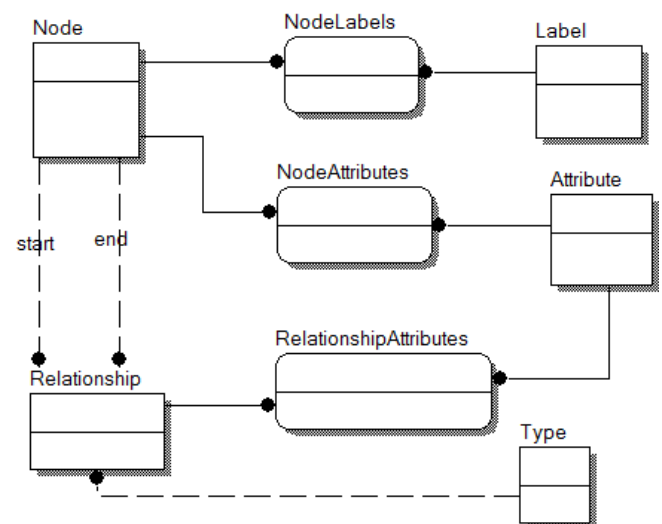 Node
NodeLabels
Label
NodeAttributes
Attribute
start
end
RelationshipAttributes
Relationship
Type